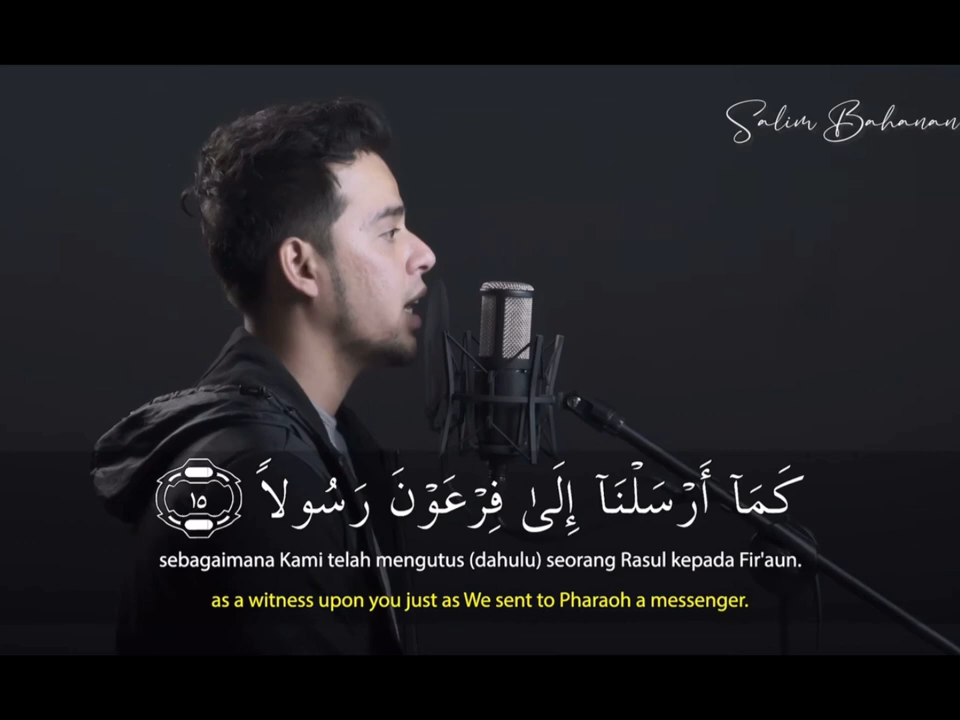 Salim Bahanan
كَمَآ أَرْسَلْنَآ إِلَىٰ فِرْعَوْنَ رَسُولاً ١٥
sebagaimana Kami telah mengutus (dahulu) seorang Rasul kepada Fir'aun.
as a witness upon you just as We sent to Pharaoh a messenger.